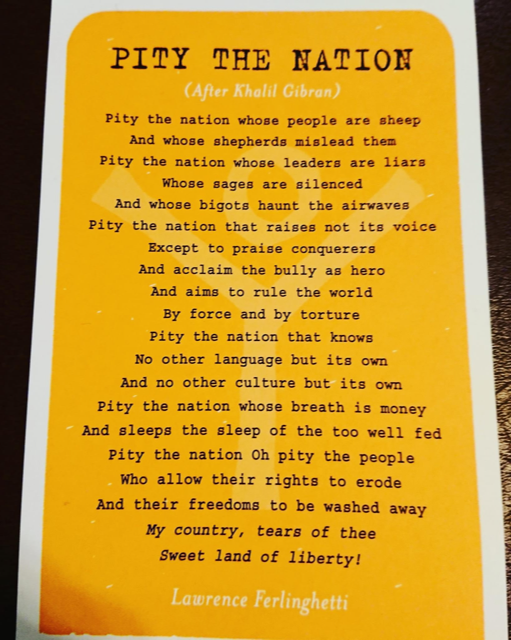 PITY THE NATION
(After Khalil Gibran)
Pity the nation whose people are sheep
And whose shepherds mislead them
Pity the nation whose leaders are liars
Whose sages are silenced
And whose bigots haunt the airwaves
Pity the nation that raises not its voice
Except to praise conquerers
And acclaim the bully as hero
And aims to rule the world
By force and by torture
Pity the nation that knows
No other language but its own
And no other culture but its own
Pity the nation whose breath is money
And sleeps the sleep of the too well fed
Pity the nation Oh pity the people
Who allow their rights to erode
And their freedoms to be washed away
My country, tears of thee
Sweet land of liberty!
Lawrence Ferlinghetti